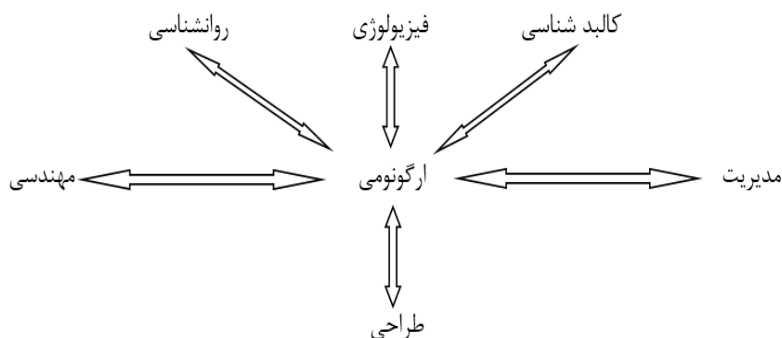 کالبد شناسی
فیزیولوژی
روانشناسی
مدیریت
ارگونومی
مهندسی
طراحی